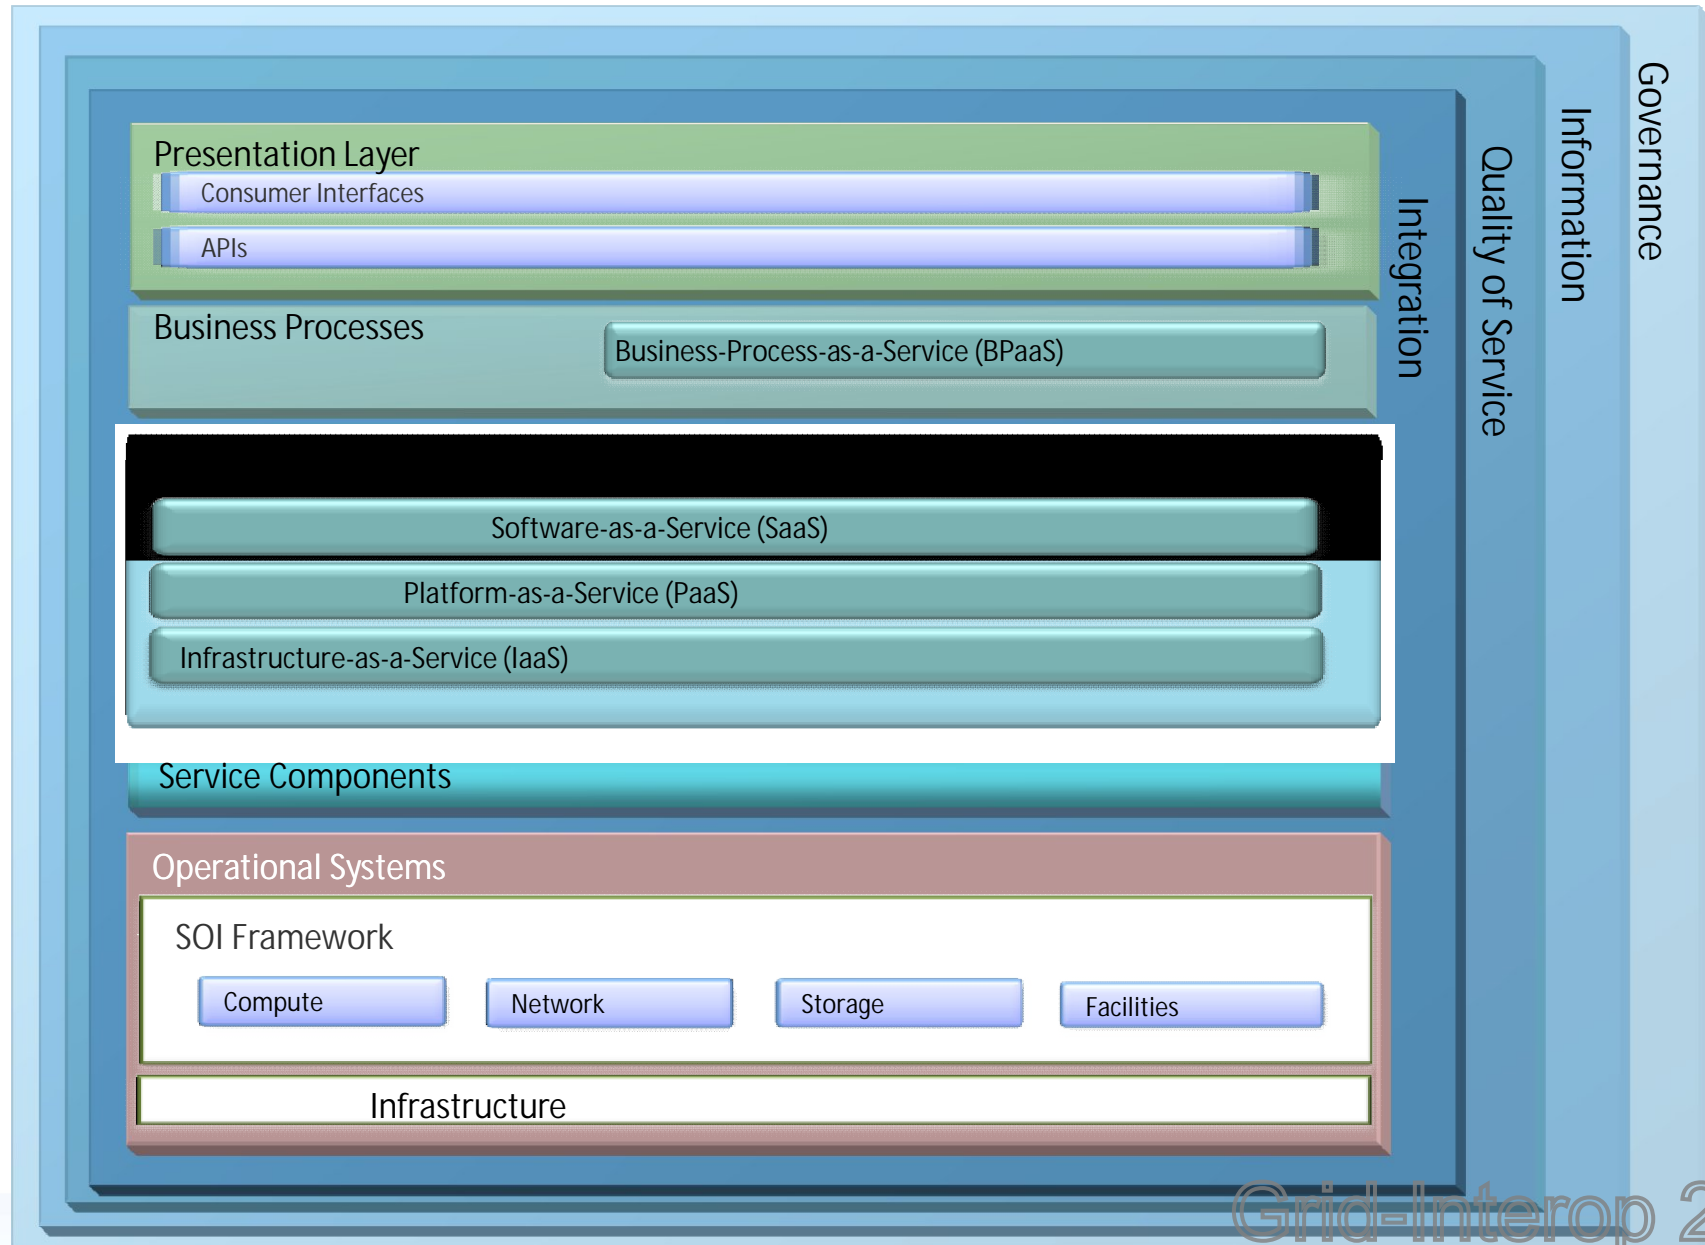 Presentation Layer
Consumer Interfaces
APIs
Business Processes
Business-Process-as-a-Service (BPaaS)
Software-as-a-Service (SaaS)
Platform-as-a-Service (PaaS)
Infrastructure-as-a-Service (IaaS)
Service Components
Operational Systems
SOI Framework
Compute
Network
Storage
Facilities
Infrastructure
Integration
Quality of Service
Information
Governance
Grid-Interop 2